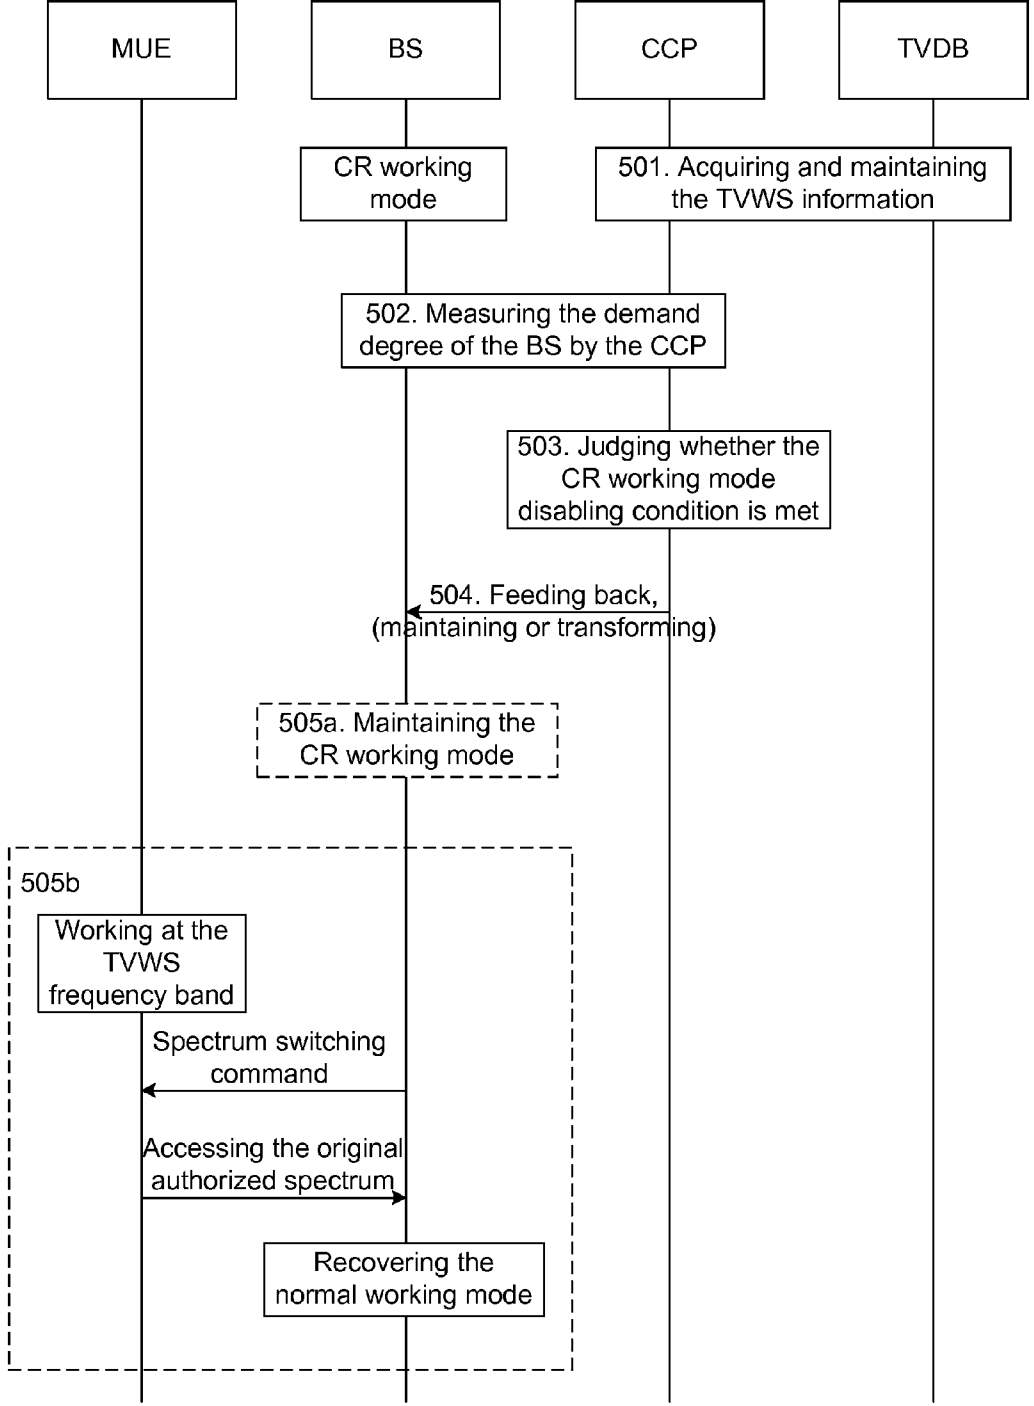 MUE
BS
CCP
TVDB
CR working
mode
501. Acquiring and maintaining
the TVWS information
502. Measuring the demand
degree of the BS by the CCP
503. Judging whether the
CR working mode
disabling condition is met
504. Feeding back,
(maintaining or transforming)
505a. Maintaining the
CR working mode
505b
Working at the
TVWS
frequency band
Spectrum switching
command
Accessing the original
authorized spectrum
Recovering the
normal working mode